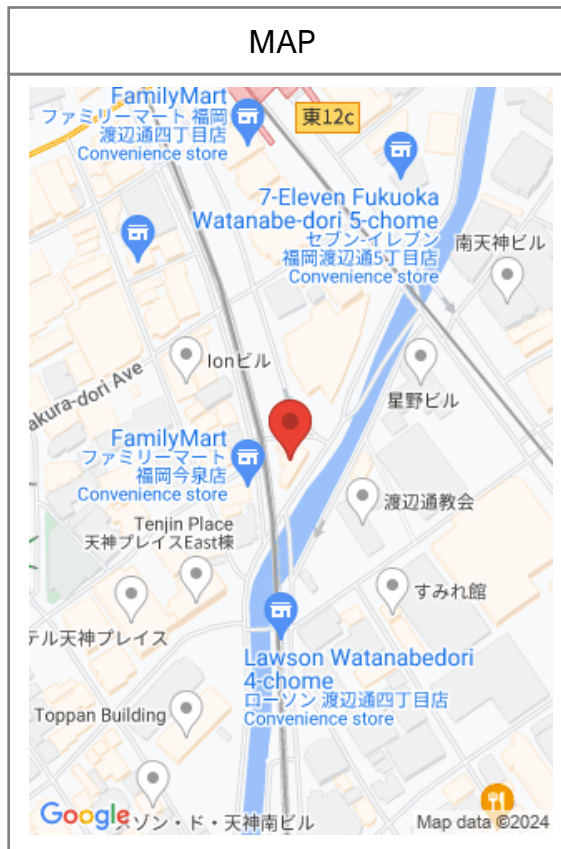 MAP
FamilyMart
ファミリーマート 福岡
渡辺通四丁目店
Convenience store
東12c
7-Eleven Fukuoka
Watanabe-dori 5-chome
セブン-イレブン
福岡渡辺通5丁目店
Convenience store
南天神ビル
Ionビル
akura-dori Ave
星野ビル
FamilyMart
ファミリーマート
福岡今泉店
Convenience store
渡辺通教会
Tenjin Place
天神プレイスEast棟
すみれ館
テル天神プレイス
Lawson Watanabedori
4-chome
ローソン 渡辺通四丁目店
Convenience store
Toppan Building
Google
メゾン・ド・天神南ビル
Map data ©2024